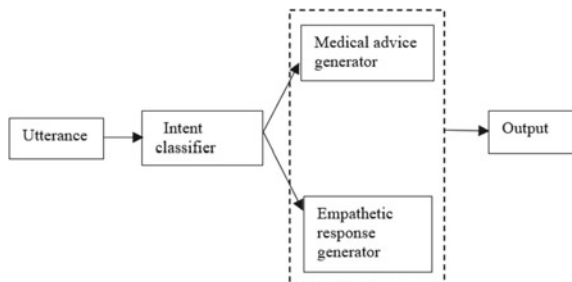 Medical advice
generator
Utterance
Intent
classifier
Output
Empathetic
response
generator